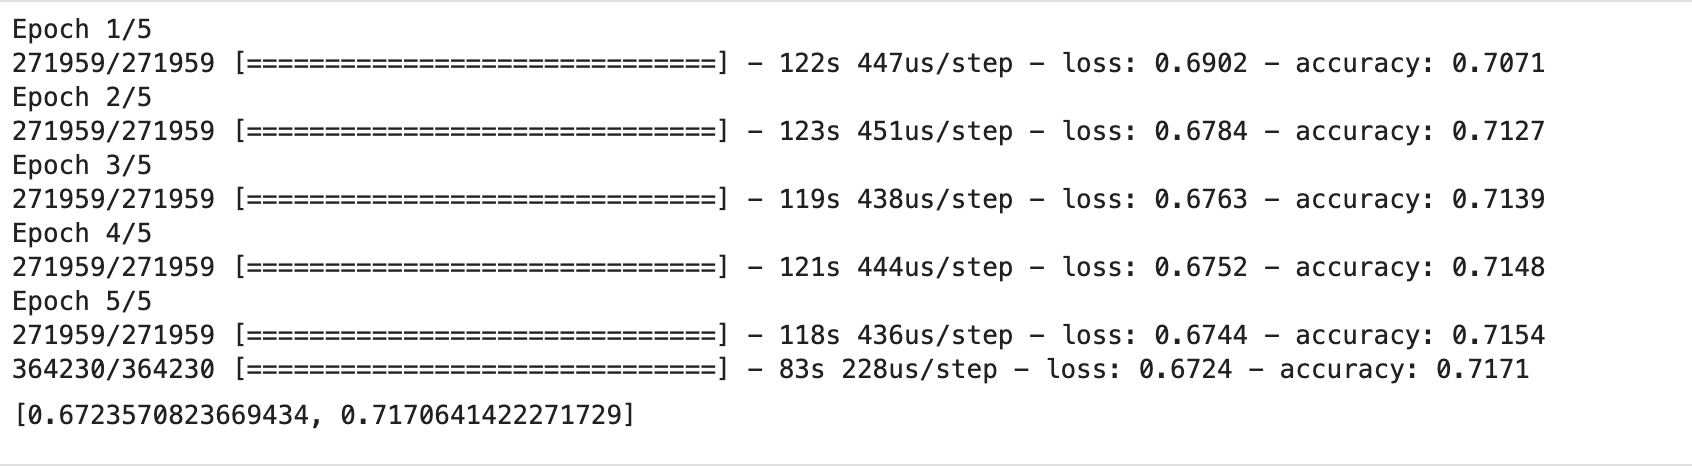 Epoch 1/5
271959/271959 [==============================] - 122s 447us/step - loss: 0.6902 - accuracy: 0.7071
Epoch 2/5
271959/271959 [==============================] - 123s 451us/step - loss: 0.6784 - accuracy: 0.7127
Epoch 3/5
271959/271959 [==============================] - 119s 438us/step - loss: 0.6763 - accuracy: 0.7139
Epoch 4/5
271959/271959 [==============================] - 121s 444us/step - loss: 0.6752 - accuracy: 0.7148
Epoch 5/5
271959/271959 [==============================] - 118s 436us/step - loss: 0.6744 - accuracy: 0.7154
364230/364230 [==============================] - 83s 228us/step - loss: 0.6724 - accuracy: 0.7171
[0.6723570823669434, 0.7170641422271729]